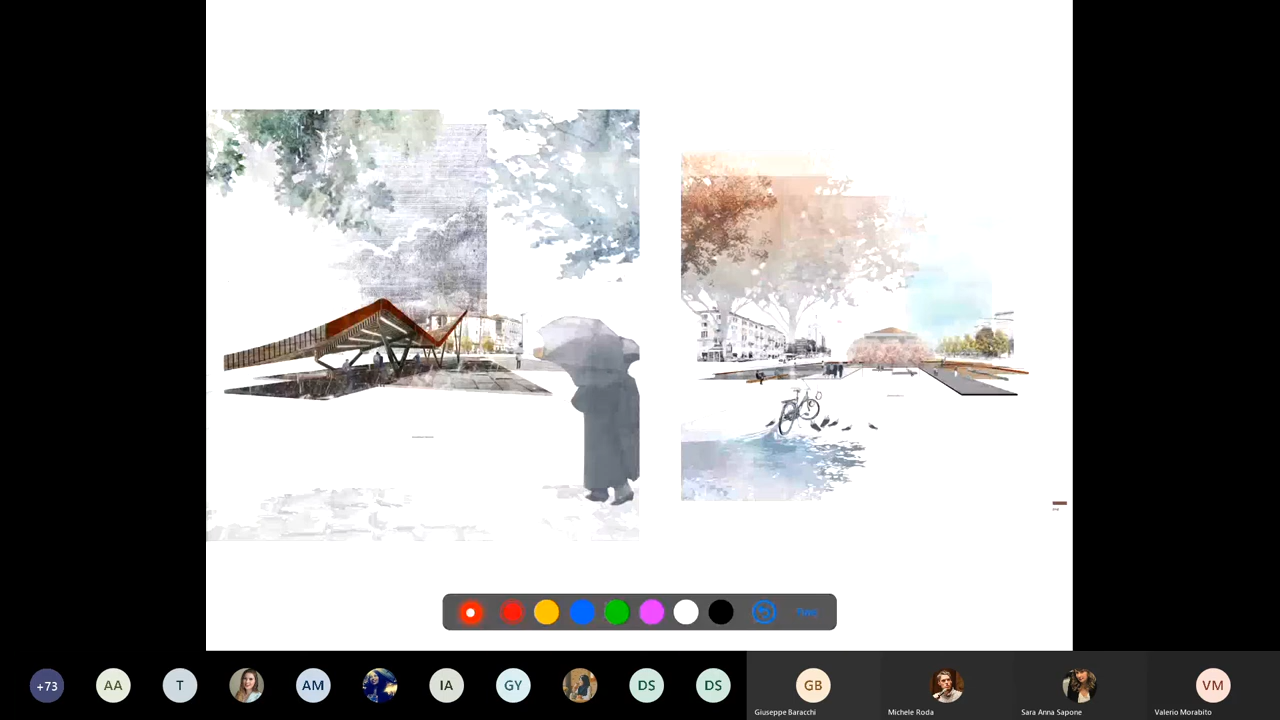 +73
AA
T
AM
IA
GY
DS
DS
GB
VM
Giuseppe Baracchi
Michele Roda
Sara Anna Sapone
Valerio Morabito